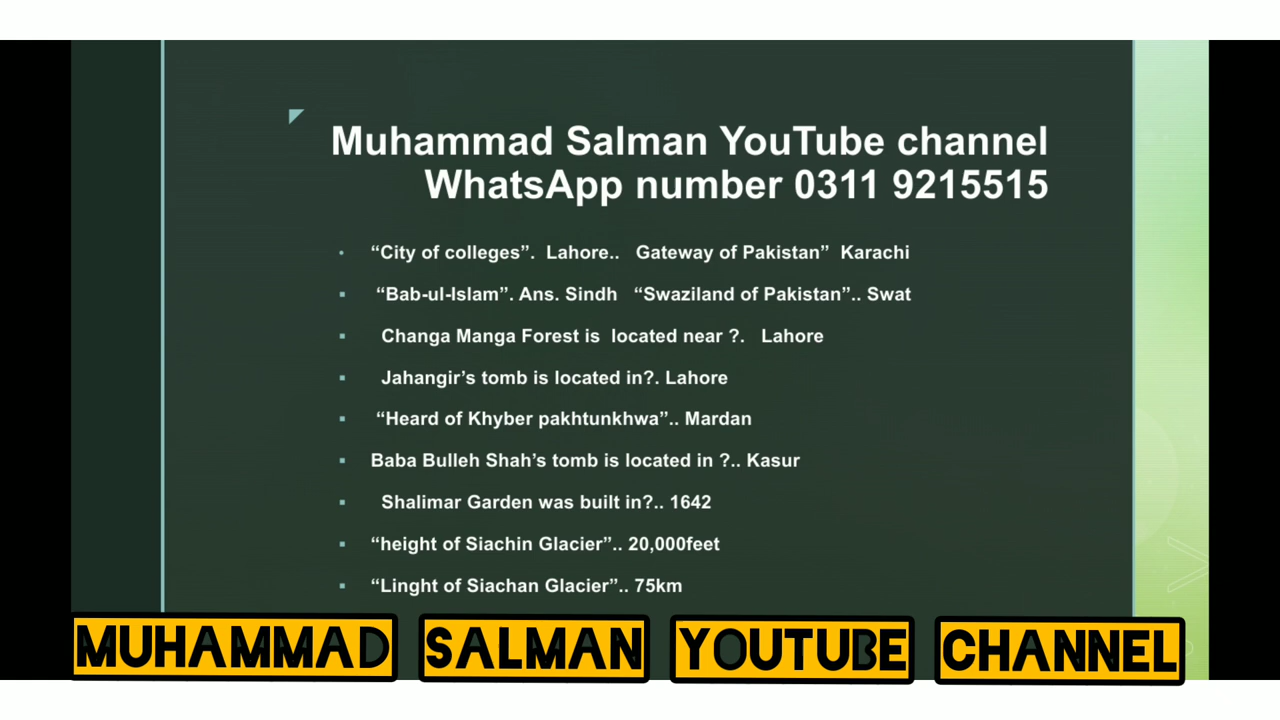 Muhammad Salman YouTube channel
WhatsApp number 0311 9215515
“City of colleges”. Lahore.. Gateway of Pakistan” Karachi
“Bab-ul-Islam”. Ans. Sindh “Swaziland of Pakistan”.. Swat
Changa Manga Forest is located near ?. Lahore
Jahangir’s tomb is located in?. Lahore
“Heard of Khyber pakhtunkhwa”.. Mardan
Baba Bulleh Shah’s tomb is located in ?.. Kasur
Shalimar Garden was built in?.. 1642
“height of Siachin Glacier”.. 20,000feet
“Linght of Siachan Glacier”.. 75km
MUHAMMAD SALMAN YOUTUBE CHANNEL